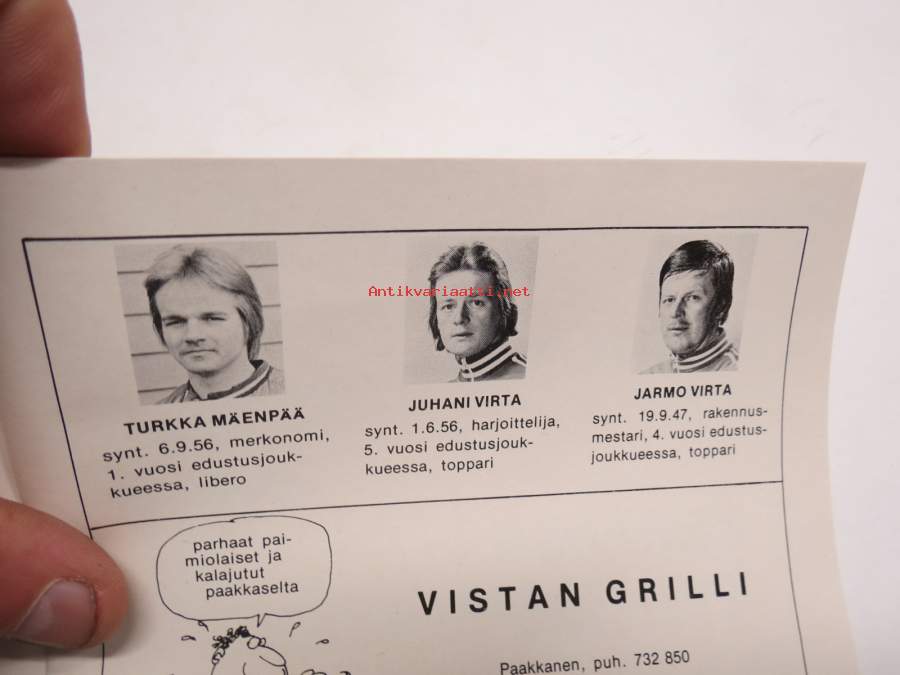 Antikvariaatti.net
TURKKA MÄENPÄÄ
synt. 6.9.56, merkonomi,
1. vuosi edustusjouk-
kueessa, libero
JUHANI VIRTA
synt. 1.6.56, harjoittelija,
5. vuosi edustusjouk-
kueessa, toppari
JARMO VIRTA
synt. 19.9.47, rakennus-
mestari, 4. vuosi edustus-
joukkueessa, toppari
parhaat pai-
miolaiset ja
kalajutut
paakkaselta
VISTAN GRILLI
Paakkanen, puh. 732 850